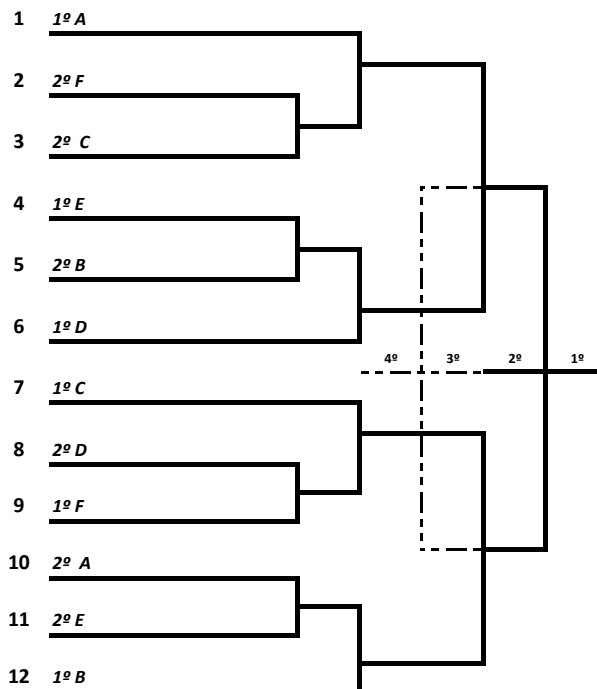 1 1º A
2 2º F
3 2º C
4 1º E
5 2º B
6 1º D
4º 3º 2º 1º
7 1º C
8 2º D
9 1º F
10 2º A
11 2º E
12 1º B